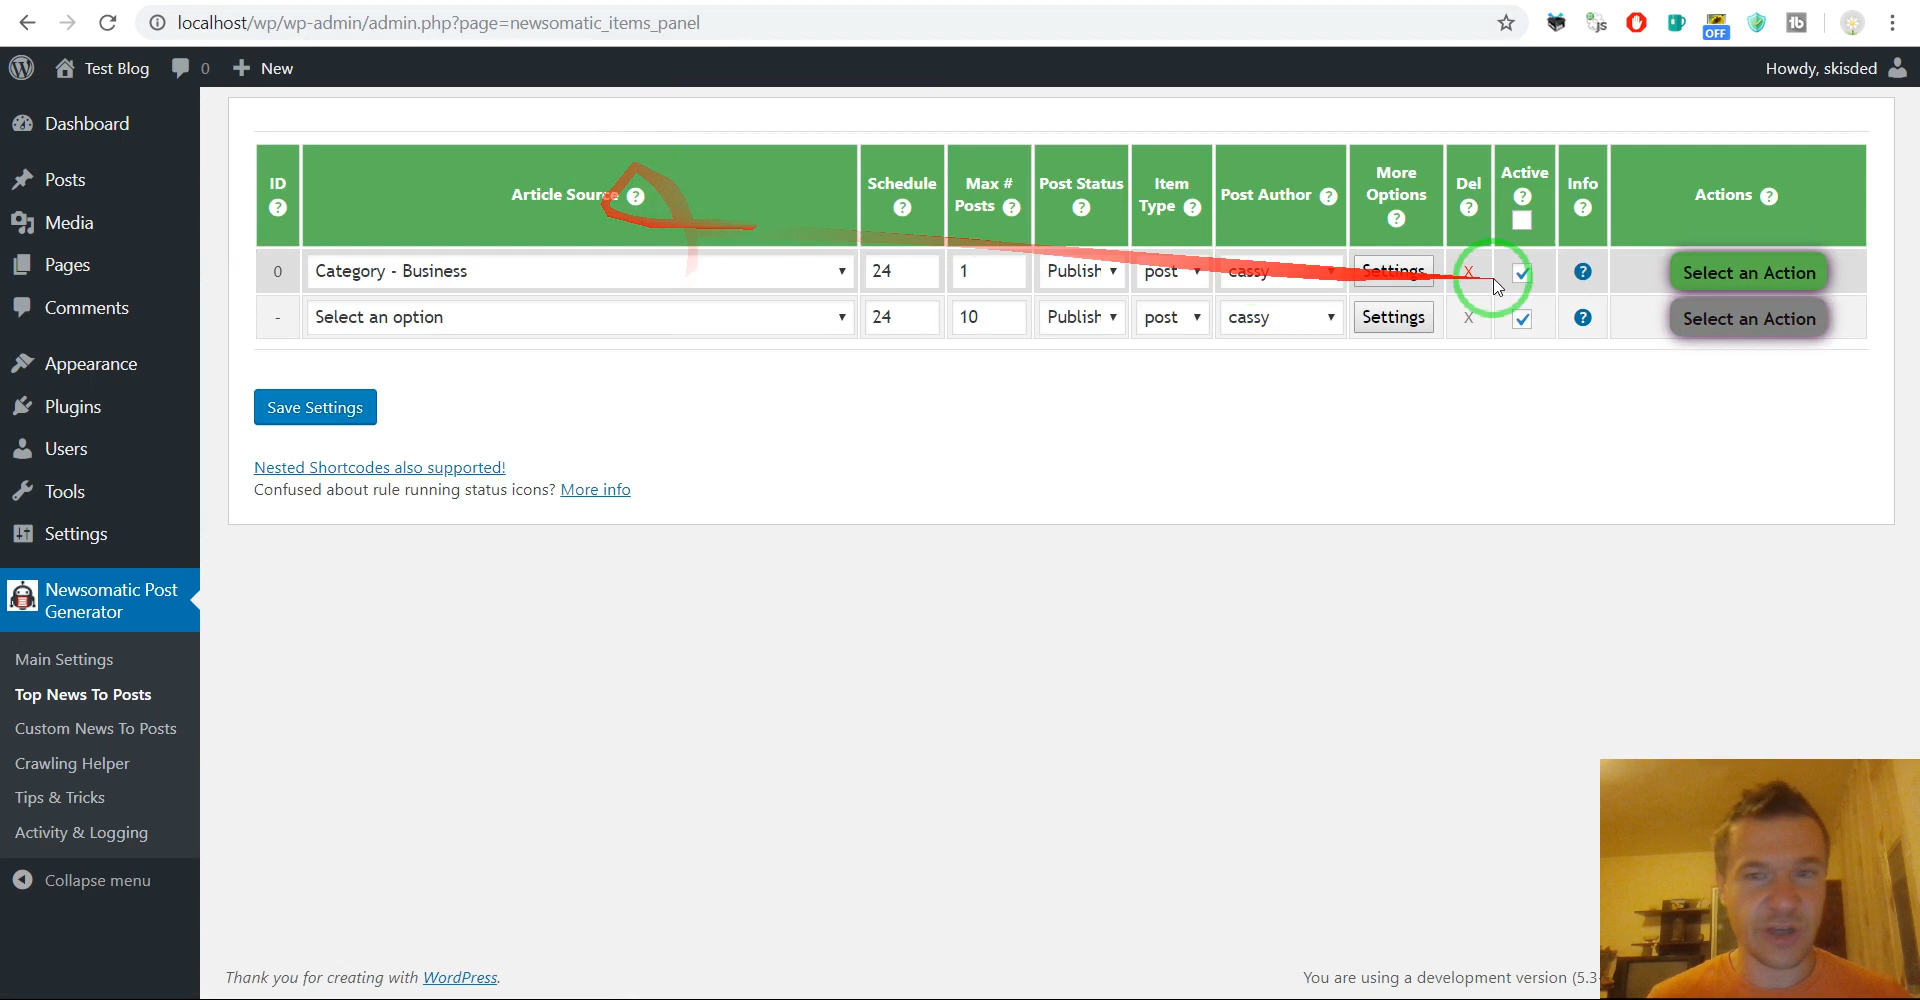 localhost/wp/wp-admin/admin.php?page=newsomatic_items_panel
OFF
Test Blog 0 New
Howdy, skisded
Dashboard
Posts
Media
Pages
Comments
Appearance
Plugins
Users
Tools
Settings
Newsomatic Post
Generator
Main Settings
Top News To Posts
Custom News To Posts
Crawling Helper
Tips & Tricks
Activity & Logging
Collapse menu
ID Article Source Schedule Max # Posts Post Status Item Type Post Author More Options Del Active Info Actions
0 Category - Business 24 1 Publish post cassy Settings X Select an Action
- Select an option 24 10 Publish post cassy Settings X Select an Action
Save Settings
Nested Shortcodes also supported!
Confused about rule running status icons? More info
Thank you for creating with WordPress.
You are using a development version (5.3-